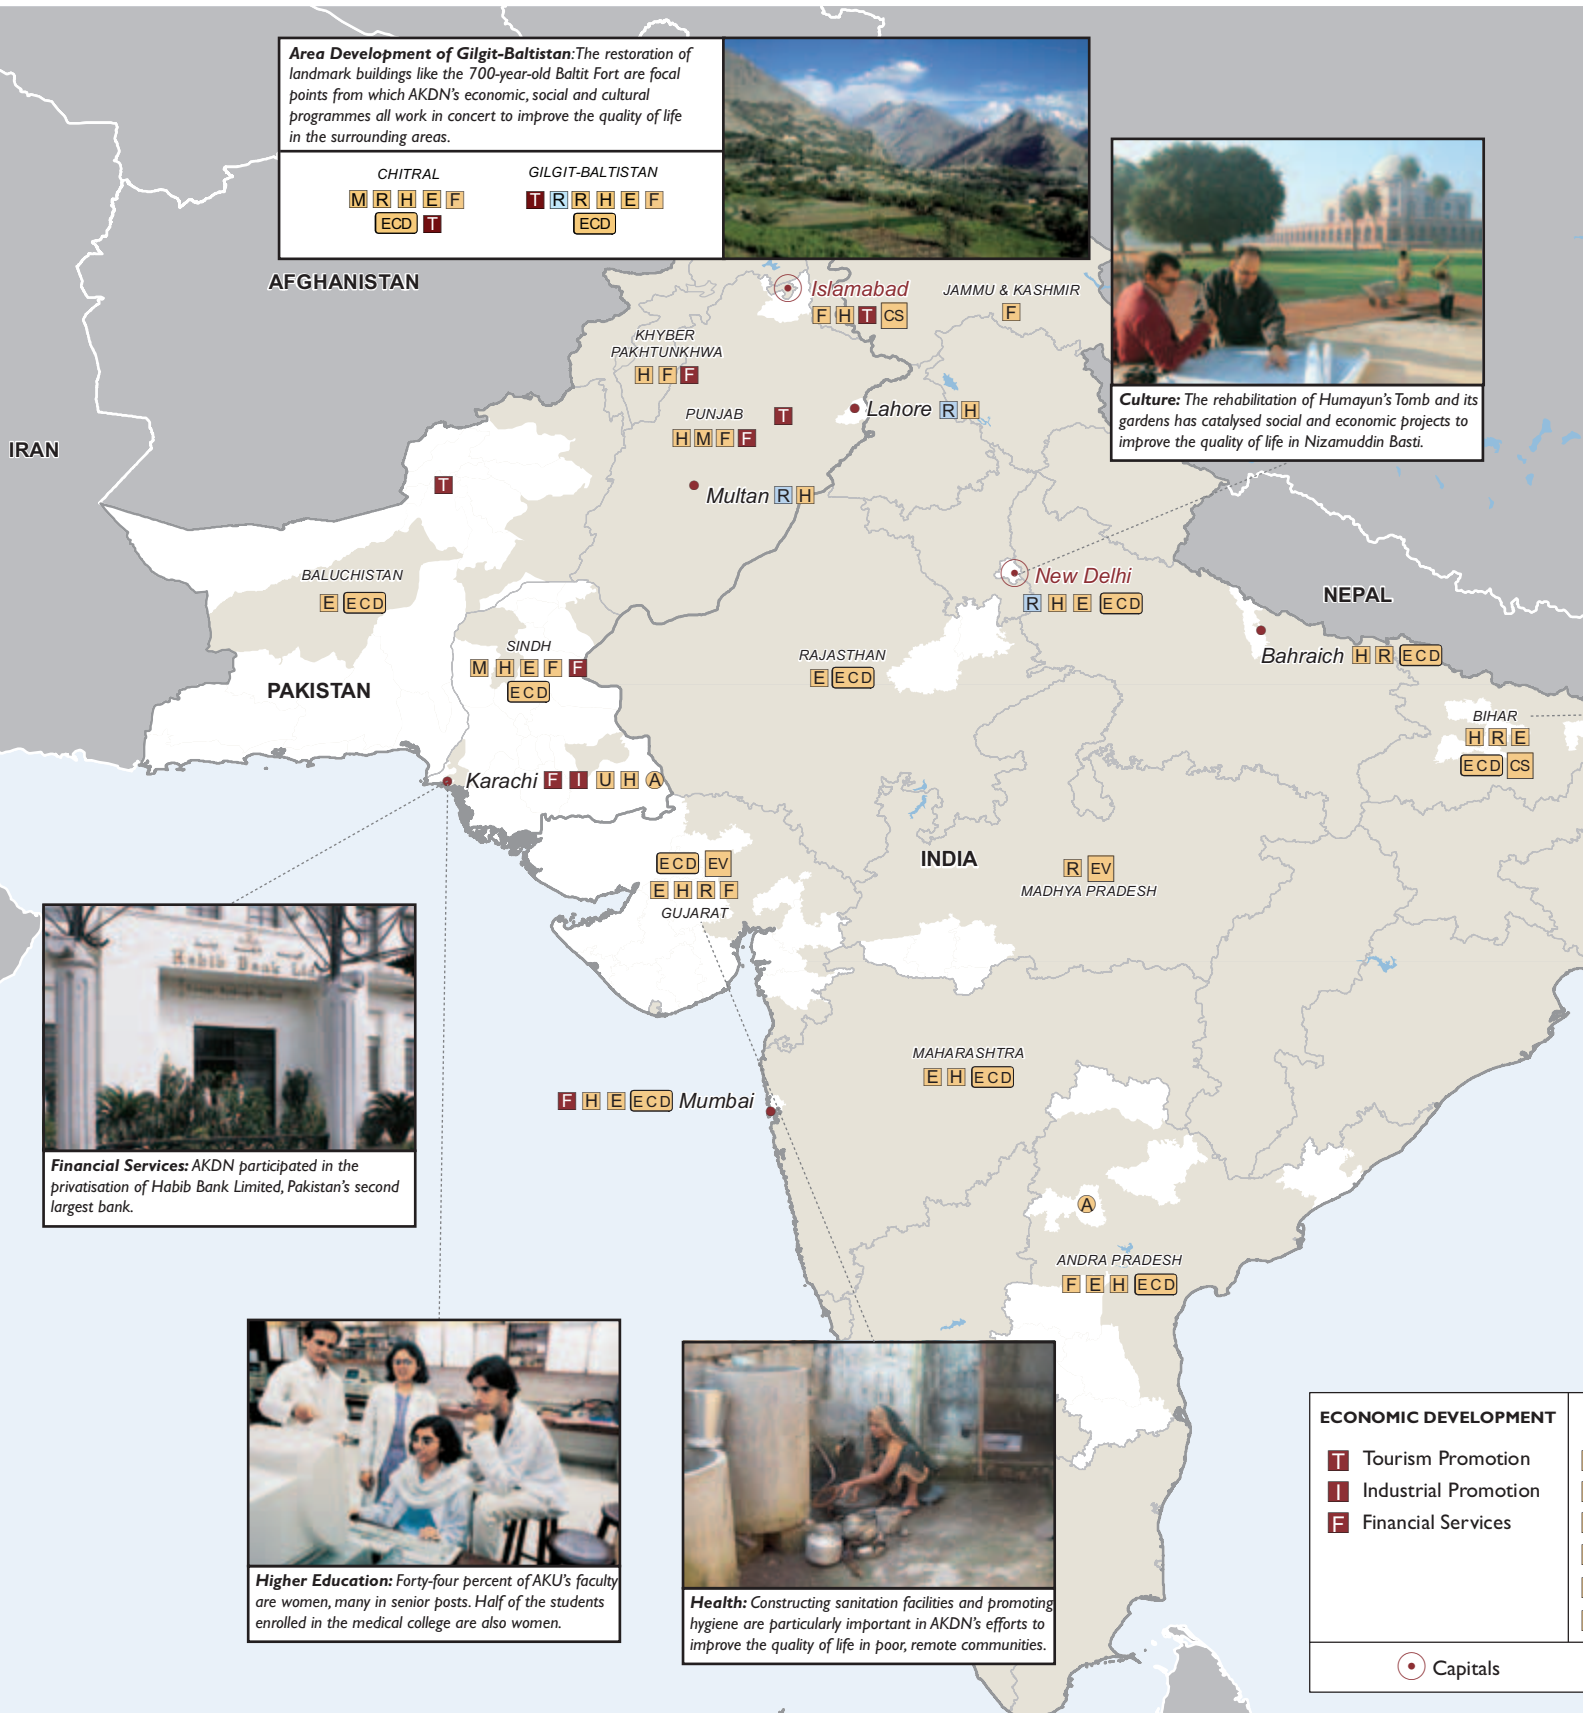 Area Development of Gilgit-Baltistan: The restoration of
landmark buildings like the 700-year-old Baltit Fort are focal
points from which AKDN's economic, social and cultural
programmes all work in concert to improve the quality of life
in the surrounding areas.
CHITRAL
M R H E F
ECD T
GILGIT-BALTISTAN
T R R H E F
ECD
AFGHANISTAN
Islamabad
F H T CS
JAMMU & KASHMIR
F
KHYBER
PAKHTUNKHWA
H F F
PUNJAB
T
H M F F
Lahore R H
Culture: The rehabilitation of Humayun's Tomb and its
gardens has catalysed social and economic projects to
improve the quality of life in Nizamuddin Basti.
IRAN
T
Multan R H
BALUCHISTAN
E ECD
New Delhi
R H E ECD
NEPAL
SINDH
M H E F F
ECD
RAJASTHAN
E ECD
Bahraich H R ECD
PAKISTAN
BIHAR
H R E
ECD CS
Karachi F I U H A
ECD EV
E H R F
GUJARAT
INDIA
R EV
MADHYA PRADESH
Habib Bank Ltd
Financial Services: AKDN participated in the
privatisation of Habib Bank Limited, Pakistan's second
largest bank.
MAHARASHTRA
E H ECD
F H E ECD Mumbai
A
ANDRA PRADESH
F E H ECD
Higher Education: Forty-four percent of AKU's faculty
are women, many in senior posts. Half of the students
enrolled in the medical college are also women.
Health: Constructing sanitation facilities and promoting
hygiene are particularly important in AKDN's efforts to
improve the quality of life in poor, remote communities.
ECONOMIC DEVELOPMENT
T Tourism Promotion
I Industrial Promotion
F Financial Services
Capitals